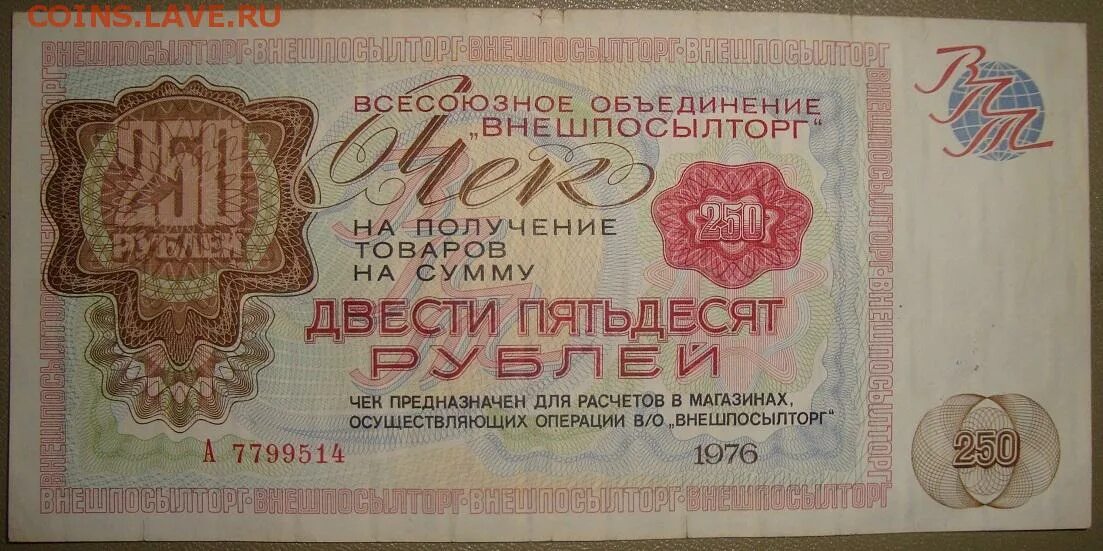 COINS.LAVE.RU
ВНЕШПОСЫЛТОРГ·ВНЕШПОСЫЛТОРГ·ВНЕШПОСЫЛТОРГ·ВНЕШПОСЫЛТОРГ
ВПТ
ВСЕСОЮЗНОЕ ОБЪЕДИНЕНИЕ
„ВНЕШПОСЫЛТОРГ“
Чек
250
РУБЛЕЙ
НА ПОЛУЧЕНИЕ
ТОВАРОВ
НА СУММУ
250
ДВЕСТИ ПЯТЬДЕСЯТ
РУБЛЕЙ
ЧЕК ПРЕДНАЗНАЧЕН ДЛЯ РАСЧЕТОВ В МАГАЗИНАХ,
ОСУЩЕСТВЛЯЮЩИХ ОПЕРАЦИИ В/О „ВНЕШПОСЫЛТОРГ“
А 7799514
1976
250
ВНЕШПОСЫЛТОРГ·ВНЕШПОСЫЛТОРГ·ВНЕШПОСЫЛТОРГ·ВНЕШПОСЫЛТОРГ